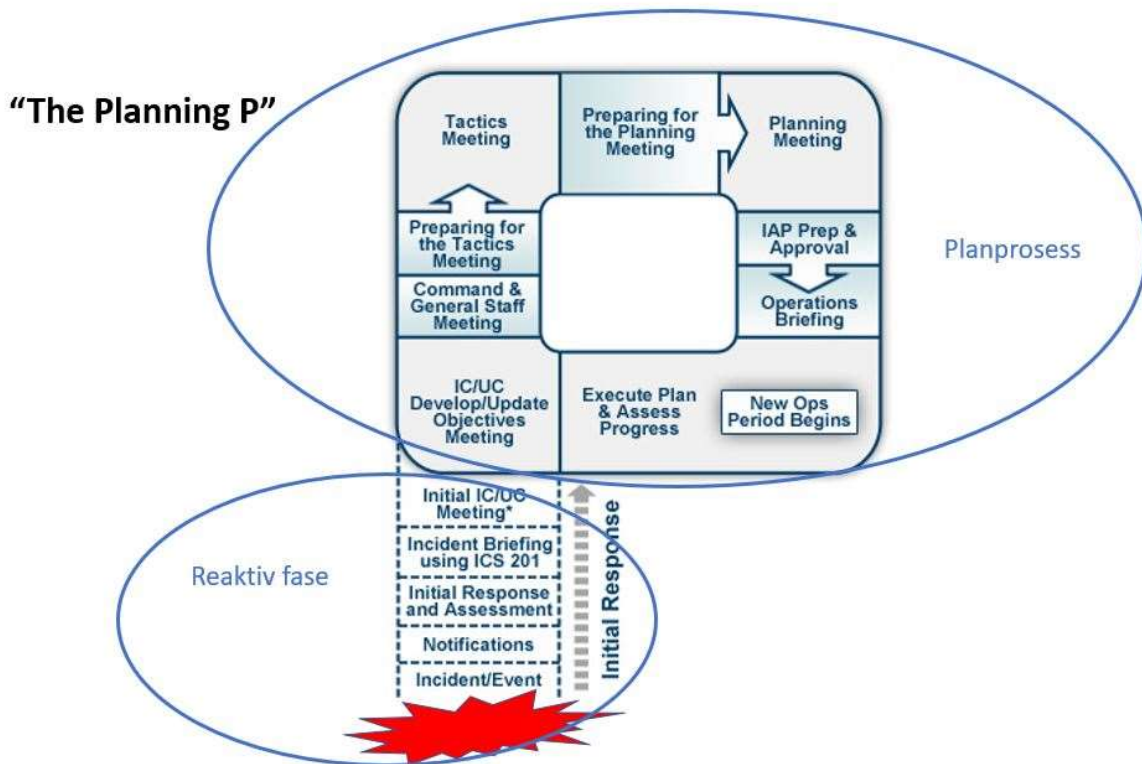 “The Planning P”
Tactics
Meeting
Preparing for
the Planning
Meeting
Planning
Meeting
Preparing for
the Tactics
Meeting
Command &
General Staff
Meeting
IAP Prep &
Approval
Operations
Briefing
Planprosess
IC/UC
Develop/Update
Objectives
Meeting
Execute Plan
& Assess
Progress
New Ops
Period Begins
Initial IC/UC
Meeting*
Incident Briefing
using ICS 201
Initial Response
and Assessment
Notifications
Incident/Event
Initial Response
Reaktiv fase